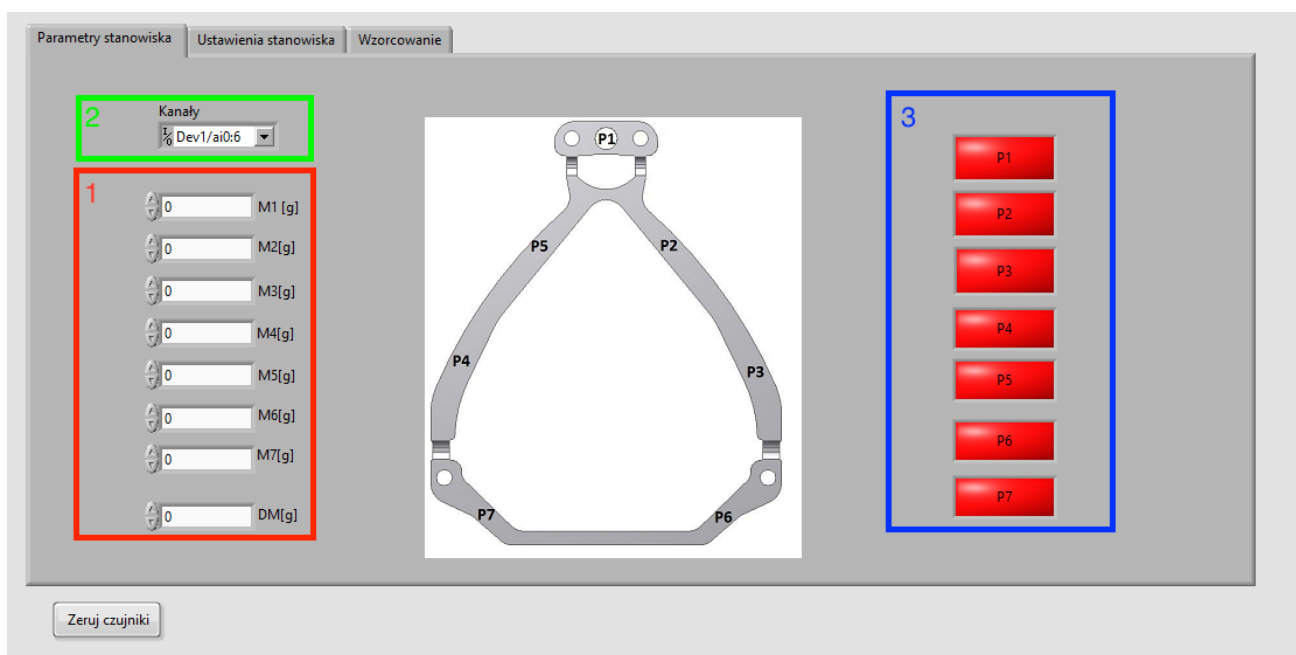 Parametry stanowiska
Ustawienia stanowiska
Wzorcowanie
2
Kanały
I/0 Dev1/ai0:6
1
0 M1 [g]
0 M2[g]
0 M3[g]
0 M4[g]
0 M5[g]
0 M6[g]
0 M7[g]
0 DM[g]
P1
P5
P2
P4
P3
P7
P6
3
P1
P2
P3
P4
P5
P6
P7
Zeruj czujniki